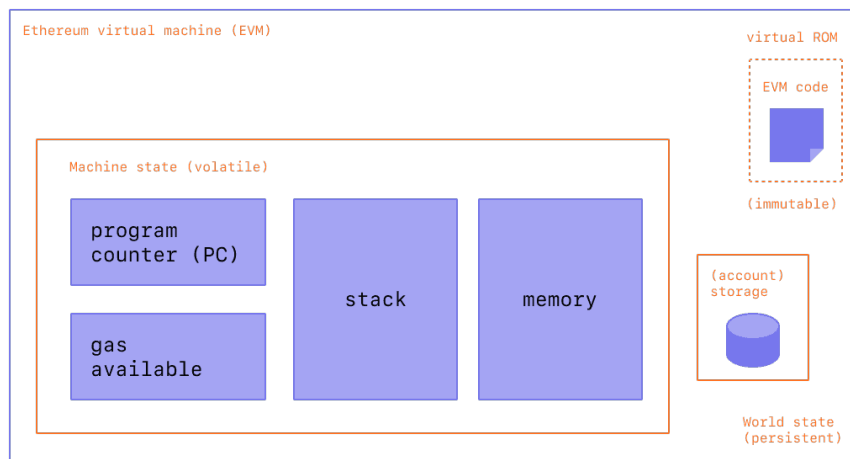 Ethereum virtual machine (EVM)
virtual ROM
EVM code
(immutable)
Machine state (volatile)
program
counter (PC)
gas
available
stack
memory
(account)
storage
World state
(persistent)